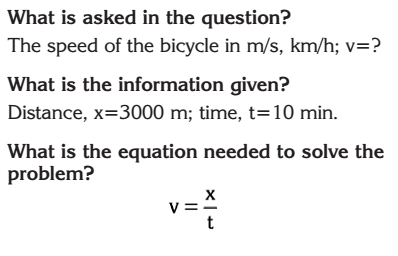 What is asked in the question?
The speed of the bicycle in m/s, km/h; v=?
What is the information given?
Distance, x=3000 m; time, t=10 min.
What is the equation needed to solve the
problem?
v = x/t